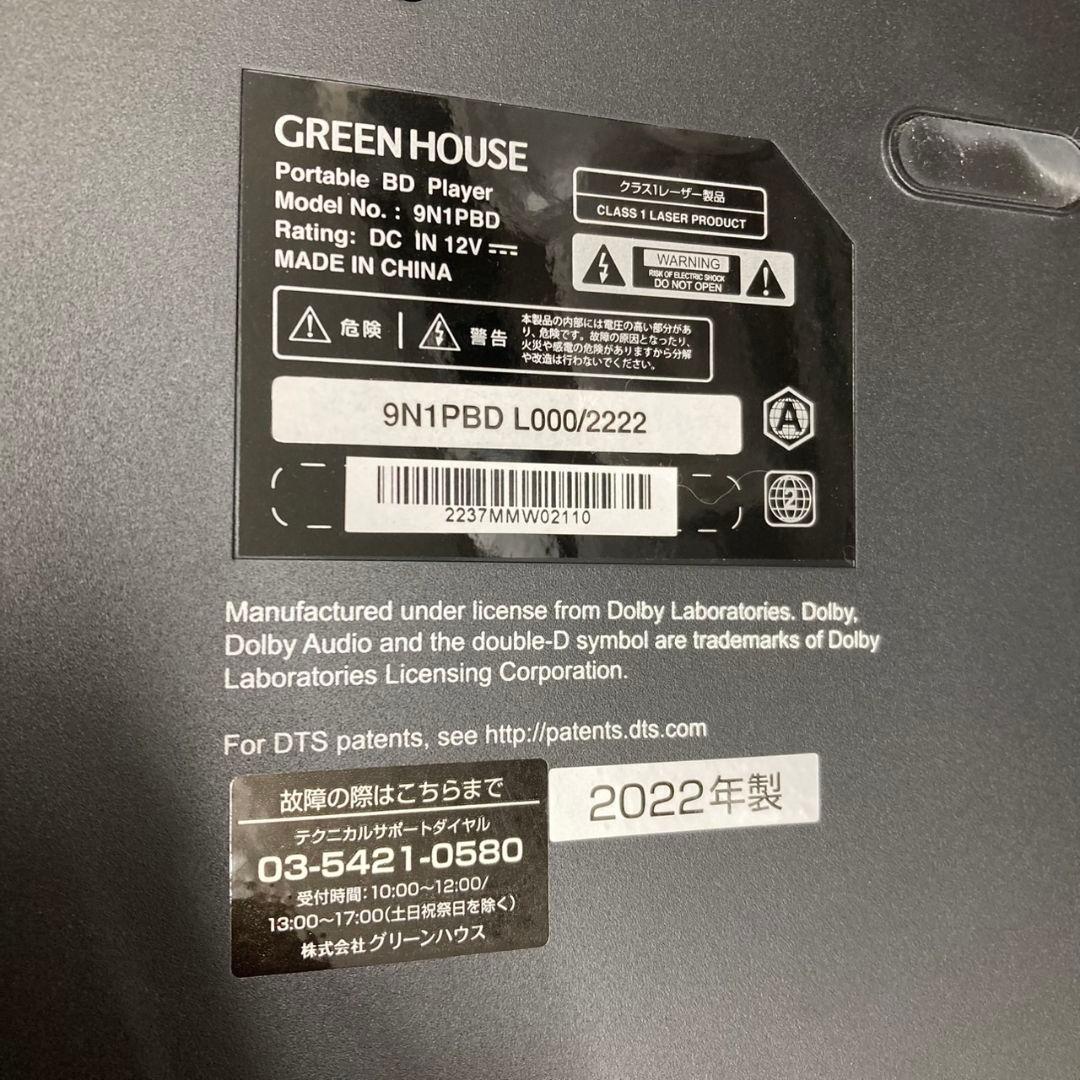 GREEN HOUSE
Portable BD Player
Model No. : 9N1PBD
Rating: DC IN 12V
MADE IN CHINA
クラス1レーザー製品
CLASS 1 LASER PRODUCT
WARNING
RISK OF ELECTRIC SHOCK
DO NOT OPEN
危険
警告
本製品の内部には電圧の高い部分があ
り、危険です。故障の原因となったり、
火災や感電の危険がありますから分解
や改造は行わないでください。
9N1PBD L000/2222
A
2237MMW02110
2
Manufactured under license from Dolby Laboratories. Dolby,
Dolby Audio and the double-D symbol are trademarks of Dolby
Laboratories Licensing Corporation.
For DTS patents, see http://patents.dts.com
故障の際はこちらまで
テクニカルサポートダイヤル
03-5421-0580
受付時間：10:00～12:00/
13:00～17:00(土日祝祭日を除く)
株式会社グリーンハウス
2022年製